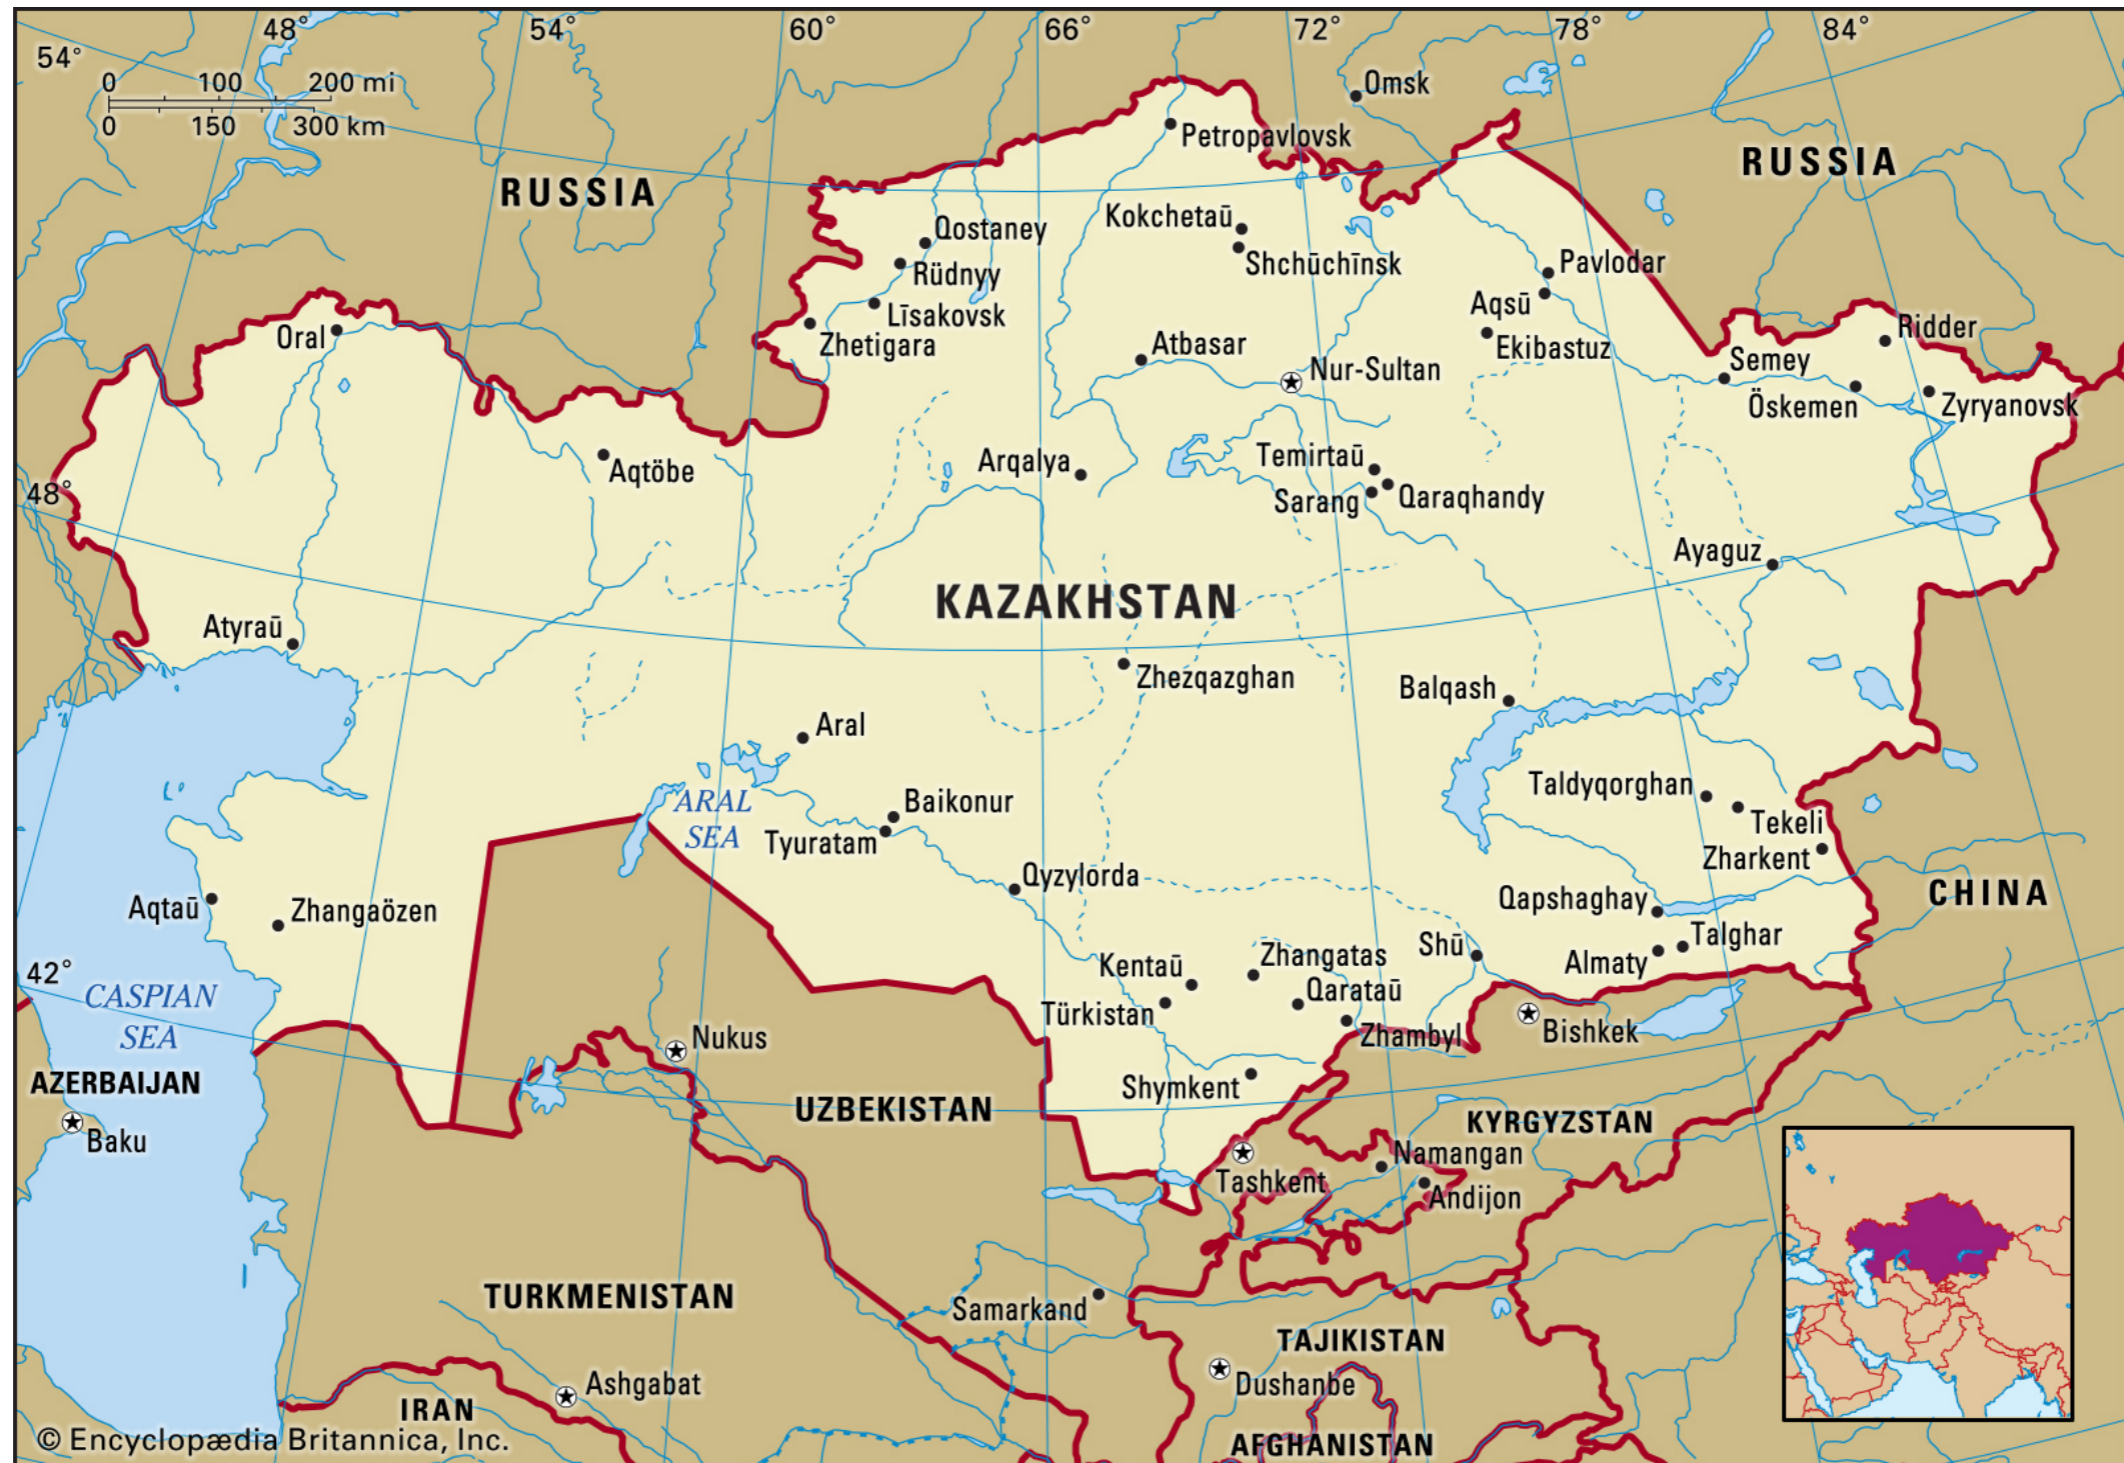 48°
54°
60°
66°
72°
78°
84°
54°
0 100 200 mi
0 150 300 km
Omsk
Petropavlovsk
RUSSIA
RUSSIA
Qostaney
Kokchetaū
Rüdnyy
Shchūchīnsk
Pavlodar
Līsakovsk
Aqsū
Oral
Zhetigara
Atbasar
Ekibastuz
Ridder
Semey
Nur-Sultan
Öskemen
Zyryanovsk
Aqtöbe
Arqalya
Temirtaū
48°
Sarang
Qaraqhandy
Ayaguz
KAZAKHSTAN
Atyraū
Zhezqazghan
Balqash
Aral
Taldyqorghan
ARAL
SEA
Baikonur
Tyuratam
Tekeli
Zharkent
Qyzylorda
Qapshaghay
CHINA
Aqtaū
Zhangaözen
Talghar
Shū
Zhangatas
Almaty
Kentaū
42°
CASPIAN
SEA
Qarataū
Türkistan
Nukus
Zhambyl
Bishkek
AZERBAIJAN
Shymkent
UZBEKISTAN
KYRGYZSTAN
Baku
Namangan
Tashkent
Andijon
TURKMENISTAN
Samarkand
TAJIKISTAN
Ashgabat
Dushanbe
IRAN
© Encyclopædia Britannica, Inc.
AFGHANISTAN